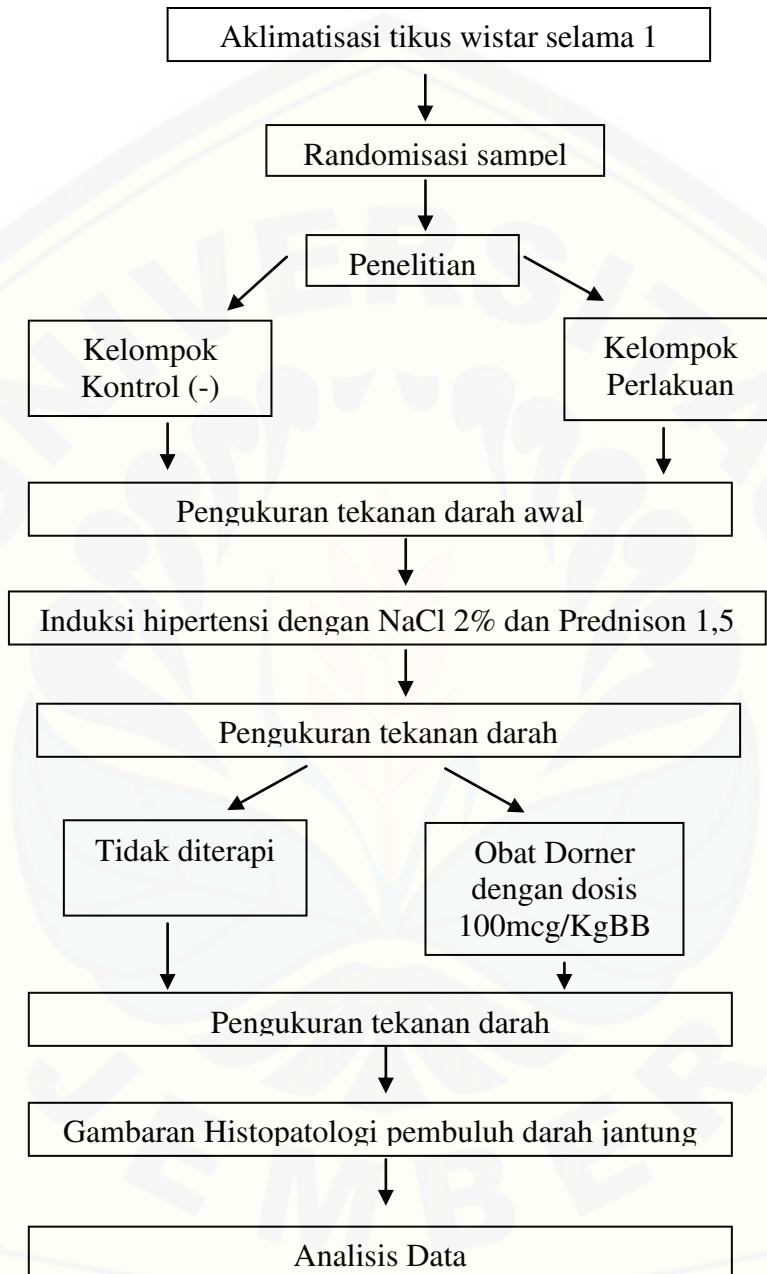 Aklimatisasi tikus wistar selama 1
Randomisasi sampel
Penelitian
Kelompok
Kontrol (-)
Kelompok
Perlakuan
Pengukuran tekanan darah awal
Induksi hipertensi dengan NaCl 2% dan Prednison 1,5
Pengukuran tekanan darah
Tidak diterapi
Obat Dorner
dengan dosis
100mcg/KgBB
Pengukuran tekanan darah
Gambaran Histopatologi pembuluh darah jantung
Analisis Data
UNIVERSITAS
JEMBER